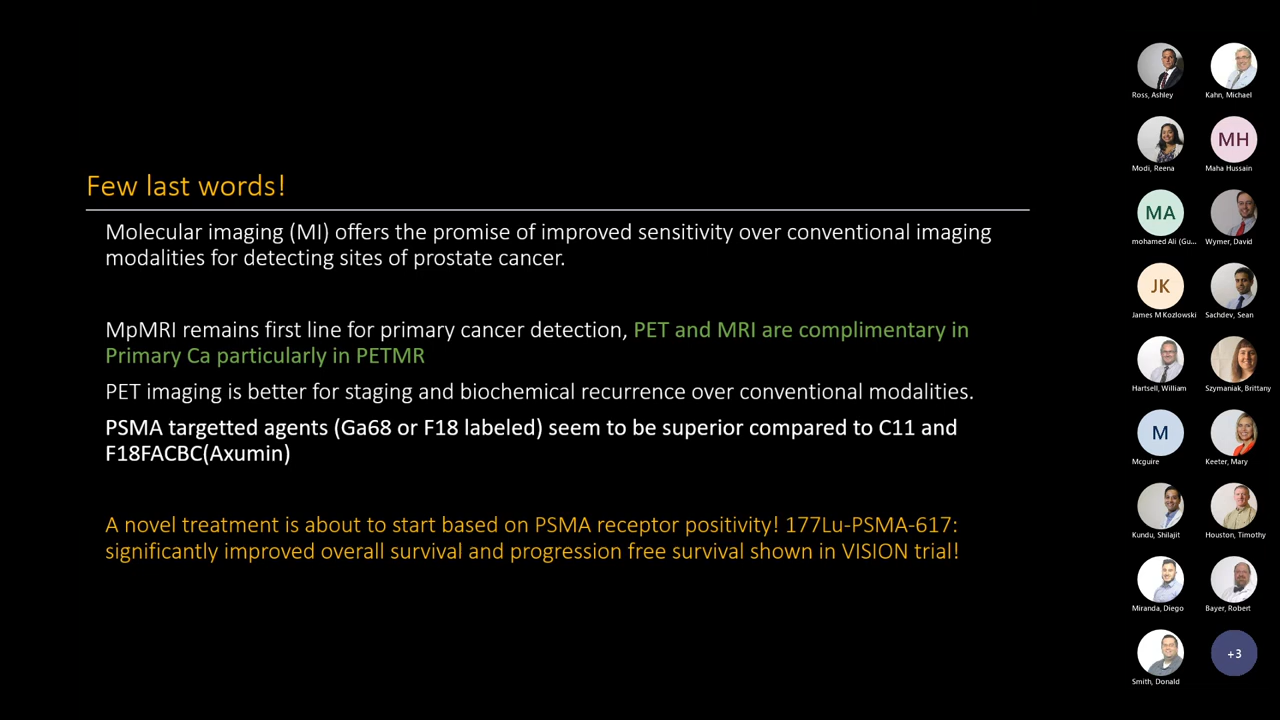 Few last words!
Molecular imaging (MI) offers the promise of improved sensitivity over conventional imaging
modalities for detecting sites of prostate cancer.
MpMRI remains first line for primary cancer detection, PET and MRI are complimentary in
Primary Ca particularly in PETMR
PET imaging is better for staging and biochemical recurrence over conventional modalities.
PSMA targetted agents (Ga68 or F18 labeled) seem to be superior compared to C11 and
F18FACBC(Axumin)
A novel treatment is about to start based on PSMA receptor positivity! 177Lu-PSMA-617:
significantly improved overall survival and progression free survival shown in VISION trial!
Ross, Ashley
Kahn, Michael
MH
Modi, Reena
Maha Hussain
MA
mohamed Ali (Gu...
Wymer, David
JK
James M Kozlowski
Sachdev, Sean
Hartsell, William
Szymaniak, Brittany
M
Mcguire
Keeter, Mary
Kundu, Shilajit
Houston, Timothy
Miranda, Diego
Bayer, Robert
+3
Smith, Donald